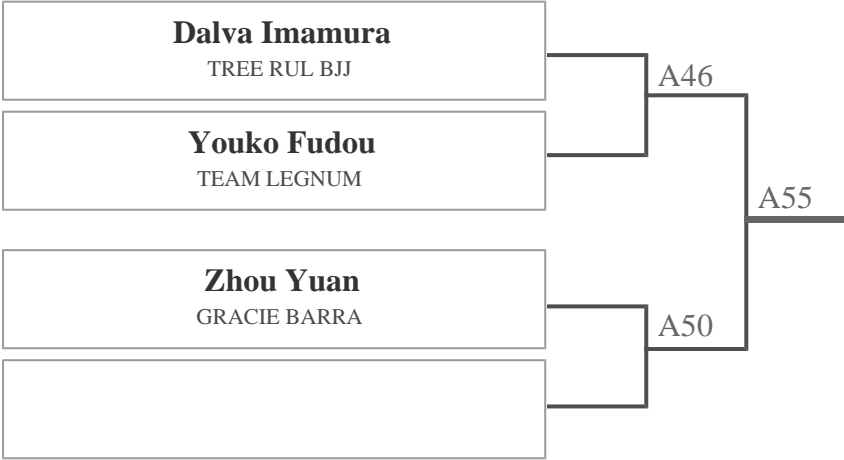 Dalva Imamura
TREE RUL BJJ
A46
Youko Fudou
TEAM LEGNUM
A55
Zhou Yuan
GRACIE BARRA
A50